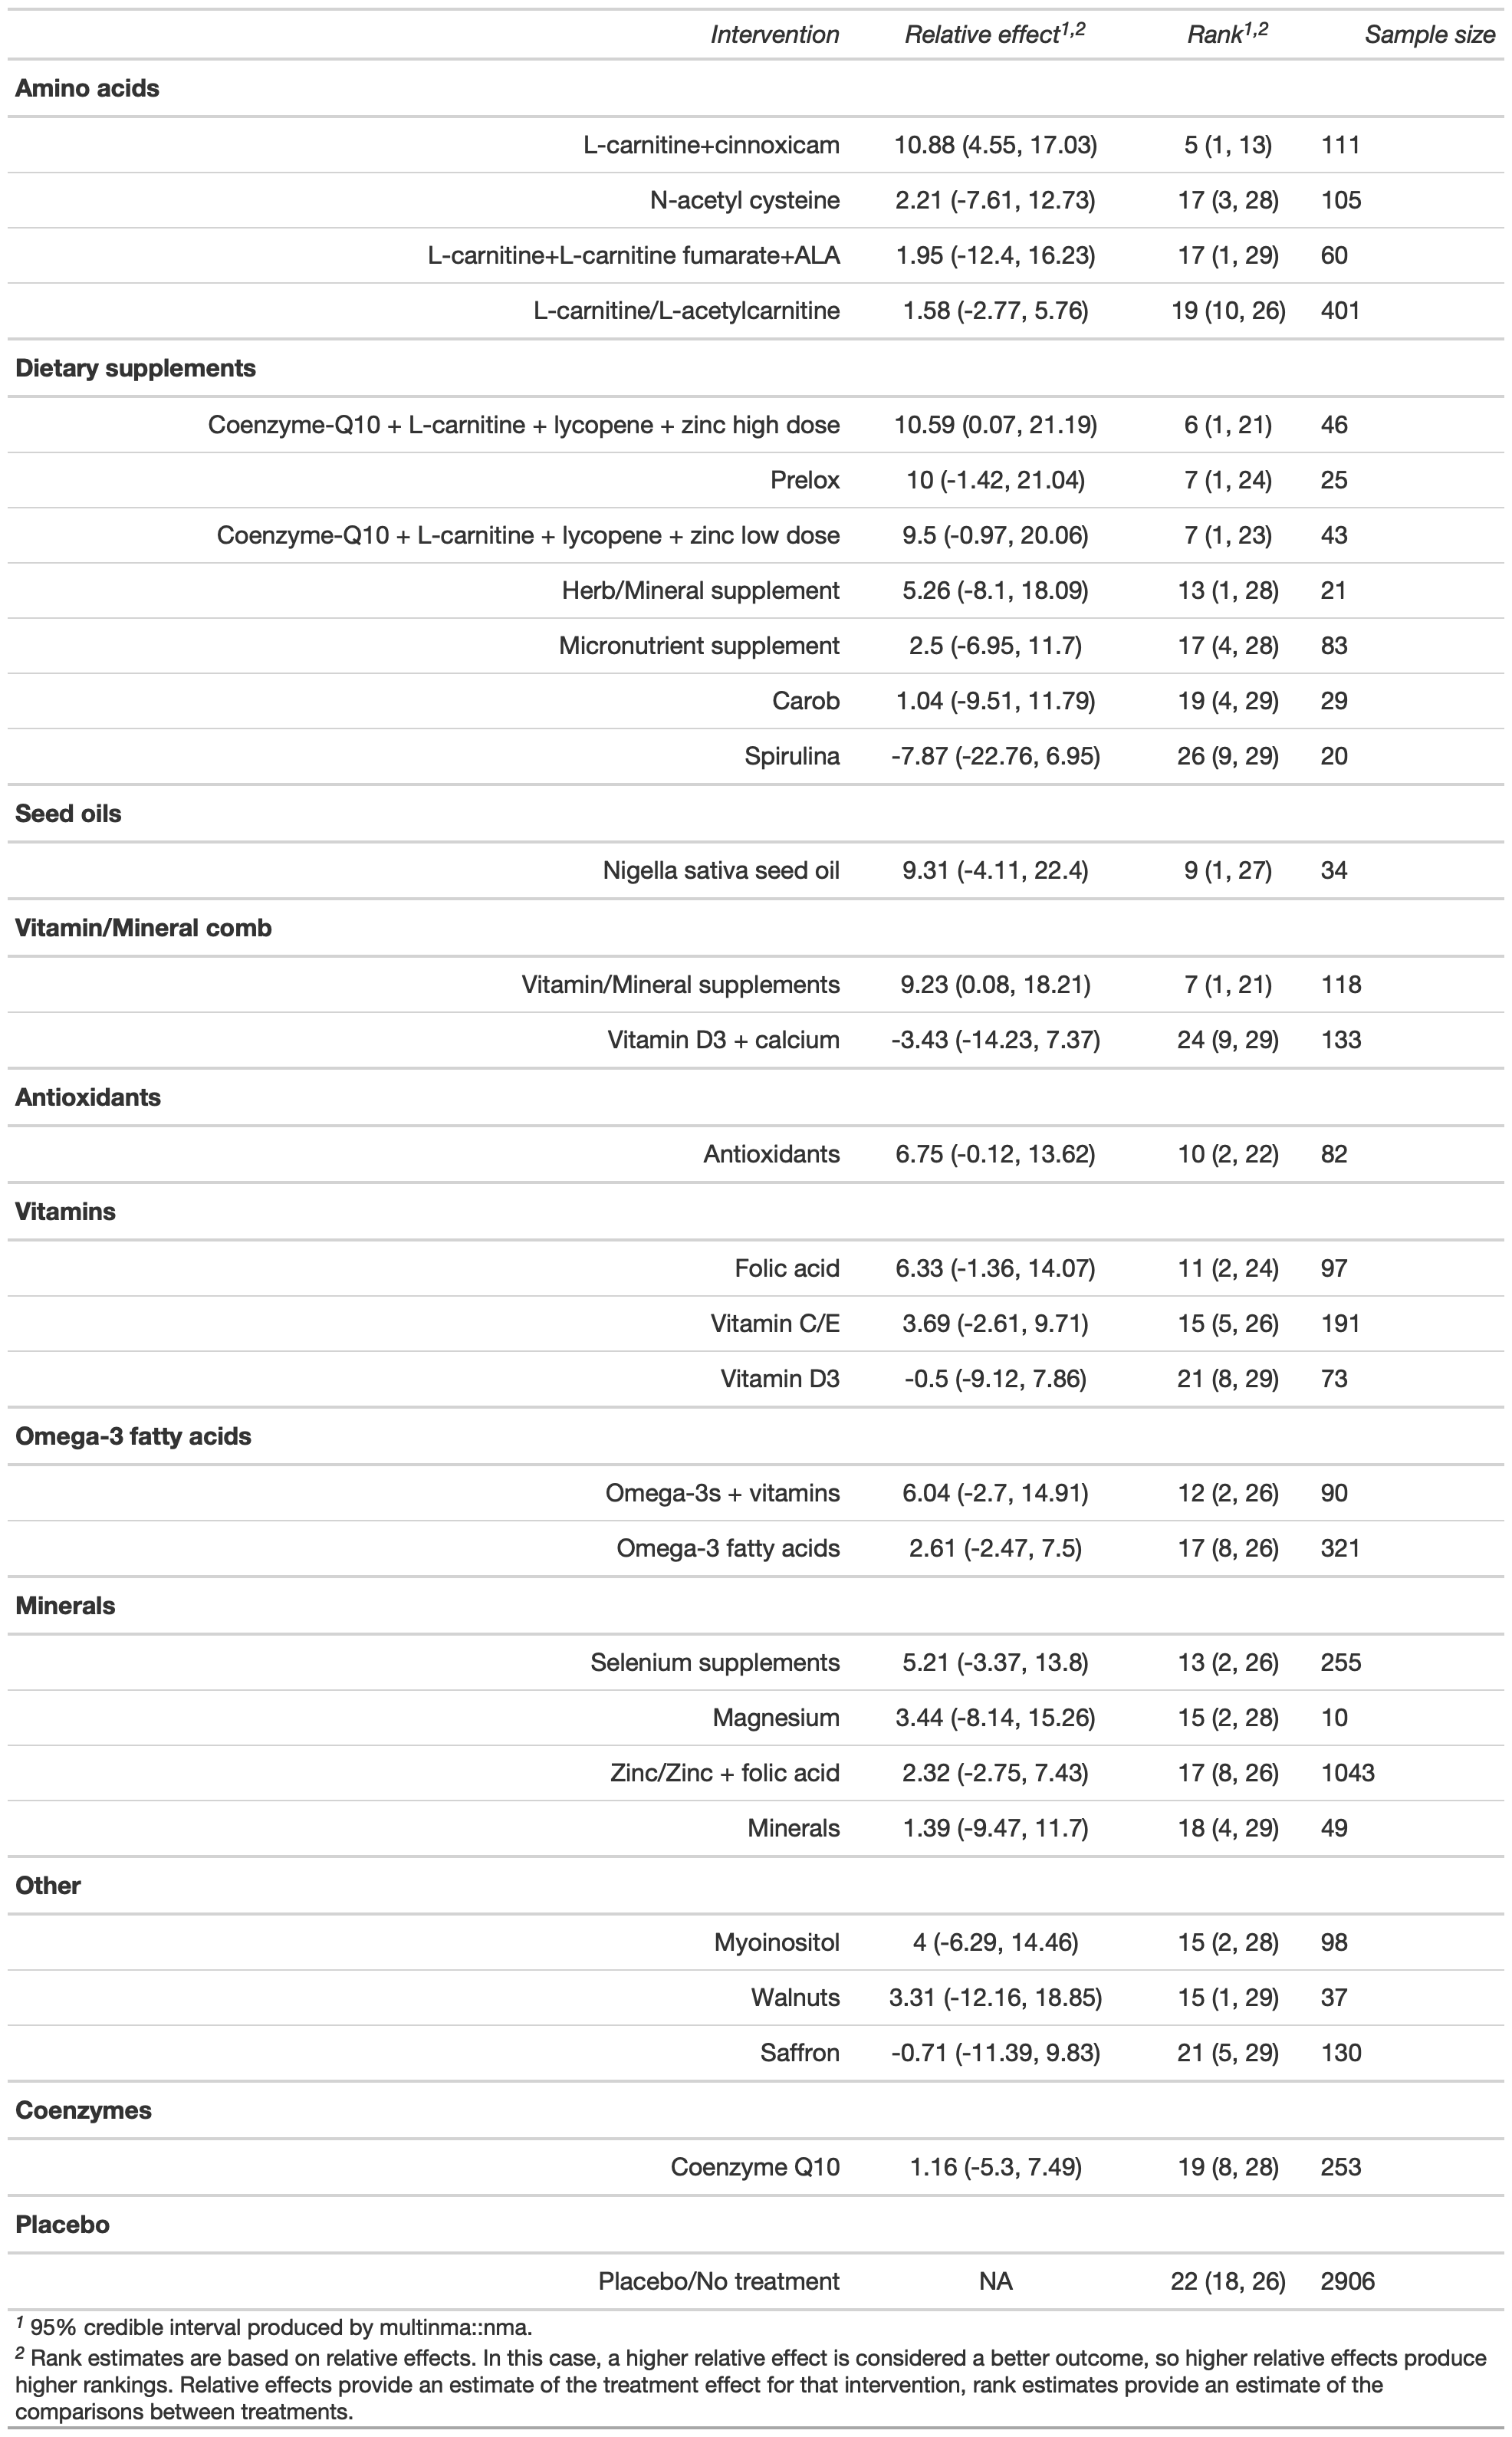 Intervention Relative effect1,2 Rank1,2 Sample size
Amino acids
L-carnitine+cinnoxicam 10.88 (4.55, 17.03) 5 (1, 13) 111
N-acetyl cysteine 2.21 (-7.61, 12.73) 17 (3, 28) 105
L-carnitine+L-carnitine fumarate+ALA 1.95 (-12.4, 16.23) 17 (1, 29) 60
L-carnitine/L-acetylcarnitine 1.58 (-2.77, 5.76) 19 (10, 26) 401
Dietary supplements
Coenzyme-Q10 + L-carnitine + lycopene + zinc high dose 10.59 (0.07, 21.19) 6 (1, 21) 46
Prelox 10 (-1.42, 21.04) 7 (1, 24) 25
Coenzyme-Q10 + L-carnitine + lycopene + zinc low dose 9.5 (-0.97, 20.06) 7 (1, 23) 43
Herb/Mineral supplement 5.26 (-8.1, 18.09) 13 (1, 28) 21
Micronutrient supplement 2.5 (-6.95, 11.7) 17 (4, 28) 83
Carob 1.04 (-9.51, 11.79) 19 (4, 29) 29
Spirulina -7.87 (-22.76, 6.95) 26 (9, 29) 20
Seed oils
Nigella sativa seed oil 9.31 (-4.11, 22.4) 9 (1, 27) 34
Vitamin/Mineral comb
Vitamin/Mineral supplements 9.23 (0.08, 18.21) 7 (1, 21) 118
Vitamin D3 + calcium -3.43 (-14.23, 7.37) 24 (9, 29) 133
Antioxidants
Antioxidants 6.75 (-0.12, 13.62) 10 (2, 22) 82
Vitamins
Folic acid 6.33 (-1.36, 14.07) 11 (2, 24) 97
Vitamin C/E 3.69 (-2.61, 9.71) 15 (5, 26) 191
Vitamin D3 -0.5 (-9.12, 7.86) 21 (8, 29) 73
Omega-3 fatty acids
Omega-3s + vitamins 6.04 (-2.7, 14.91) 12 (2, 26) 90
Omega-3 fatty acids 2.61 (-2.47, 7.5) 17 (8, 26) 321
Minerals
Selenium supplements 5.21 (-3.37, 13.8) 13 (2, 26) 255
Magnesium 3.44 (-8.14, 15.26) 15 (2, 28) 10
Zinc/Zinc + folic acid 2.32 (-2.75, 7.43) 17 (8, 26) 1043
Minerals 1.39 (-9.47, 11.7) 18 (4, 29) 49
Other
Myoinositol 4 (-6.29, 14.46) 15 (2, 28) 98
Walnuts 3.31 (-12.16, 18.85) 15 (1, 29) 37
Saffron -0.71 (-11.39, 9.83) 21 (5, 29) 130
Coenzymes
Coenzyme Q10 1.16 (-5.3, 7.49) 19 (8, 28) 253
Placebo
Placebo/No treatment NA 22 (18, 26) 2906
1 95% credible interval produced by multinma::nma.
2 Rank estimates are based on relative effects. In this case, a higher relative effect is considered a better outcome, so higher relative effects produce
higher rankings. Relative effects provide an estimate of the treatment effect for that intervention, rank estimates provide an estimate of the
comparisons between treatments.